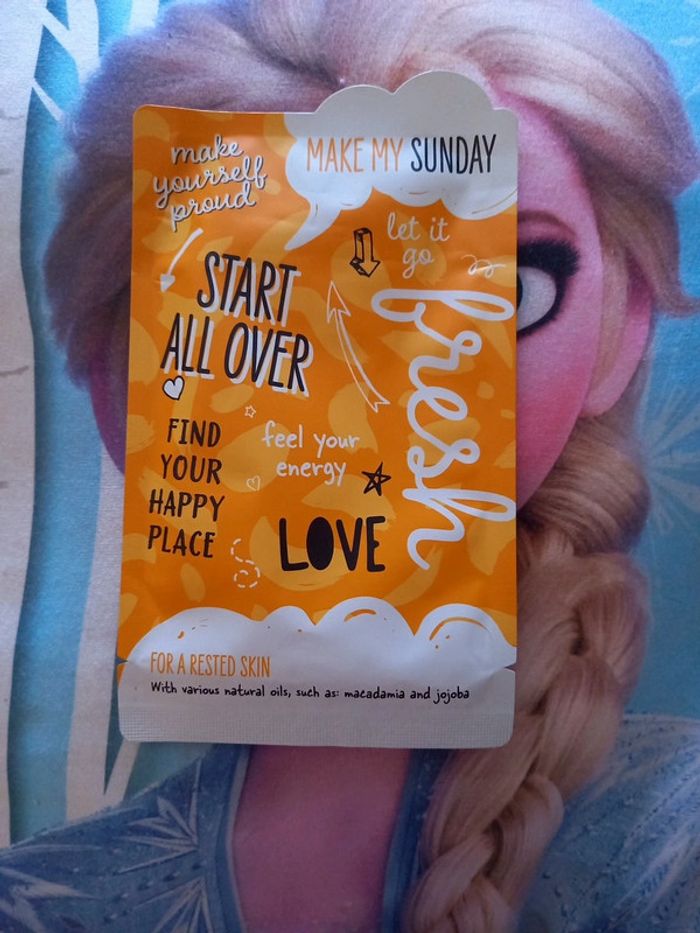 make
yourself
proud
MAKE MY SUNDAY
let it
go
START
ALL OVER
fresh
FIND
YOUR
HAPPY
PLACE
feel your
energy
LOVE
FOR A RESTED SKIN
With various natural oils, such as: macadamia and jojoba